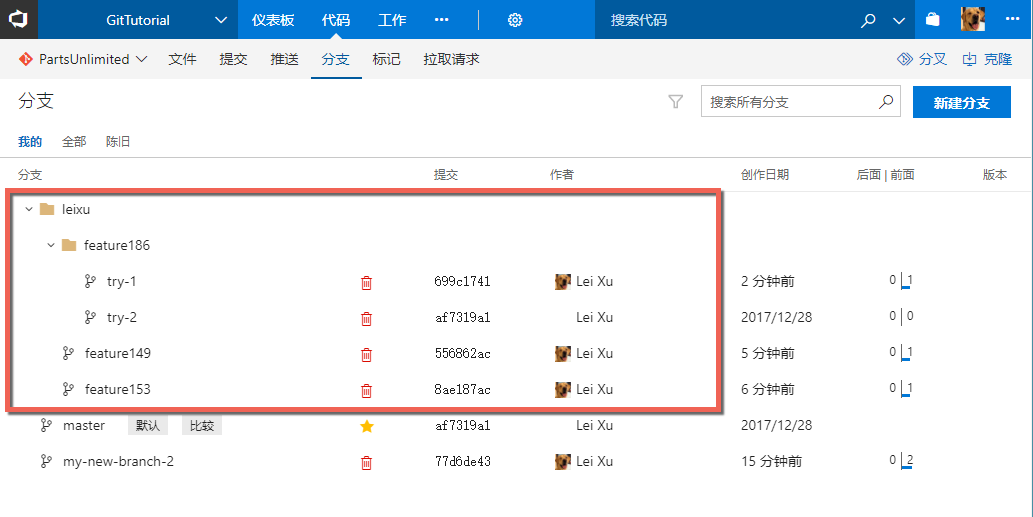 GitTutorial 仪表板 代码 工作 ··· 搜索代码 ···
PartsUnlimited 文件 提交 推送 分支 标记 拉取请求 分叉 克隆
分支 搜索所有分支 新建分支
我的 全部 陈旧
分支 提交 作者 创作日期 后面 | 前面 版本
leixu
feature186
try-1 699c1741 Lei Xu 2 分钟前 0 1
try-2 af7319a1 Lei Xu 2017/12/28 0 0
feature149 556862ac Lei Xu 5 分钟前 0 1
feature153 8ae187ac Lei Xu 6 分钟前 0 1
master 默认 比较 af7319a1 Lei Xu 2017/12/28
my-new-branch-2 77d6de43 Lei Xu 15 分钟前 0 2